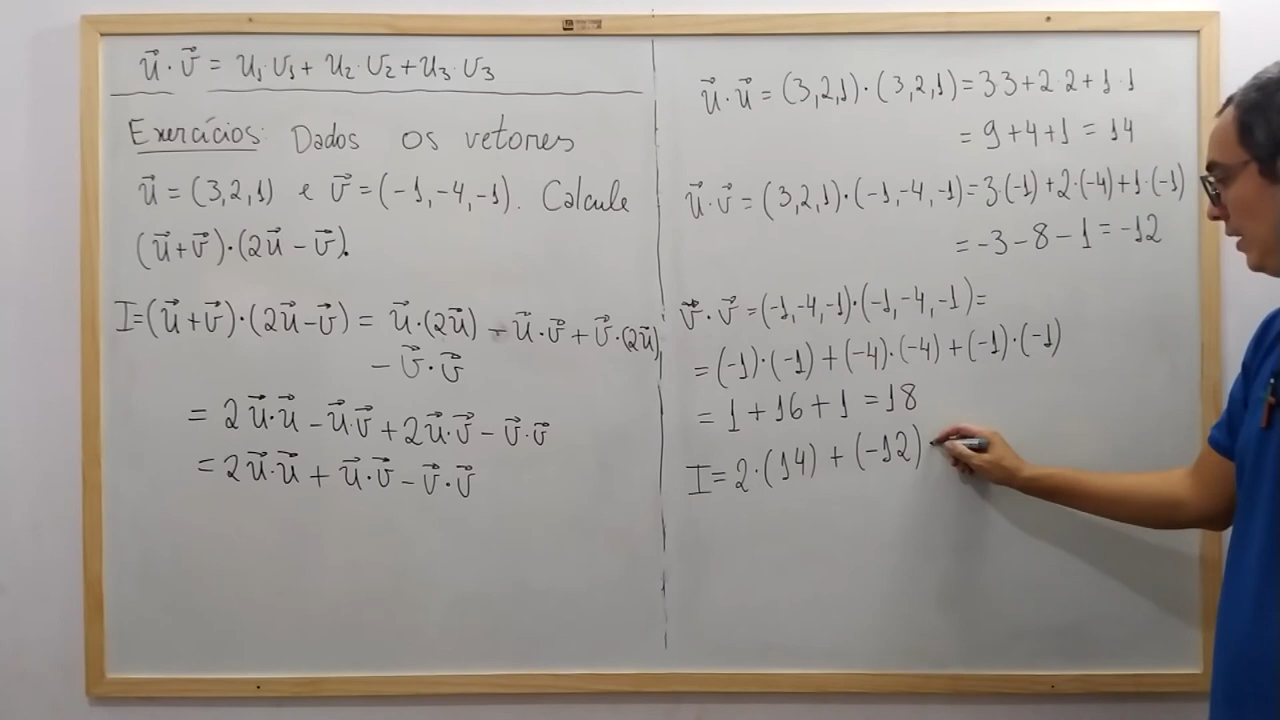 u⃗·v⃗ = u₁·v₁ + u₂·v₂ + u₃·v₃
Exercícios: Dados os vetores
u⃗ = (3,2,1) e v⃗ = (-1,-4,-1). Calcule
(u⃗+v⃗)·(2u⃗ - v⃗).
I=(u⃗+v⃗)·(2u⃗-v⃗) = u⃗·(2u⃗) - u⃗·v⃗ + v⃗·(2u⃗)
- v⃗·v⃗
= 2u⃗·u⃗ - u⃗·v⃗ + 2u⃗·v⃗ - v⃗·v⃗
= 2u⃗·u⃗ + u⃗·v⃗ - v⃗·v⃗
u⃗·u⃗ = (3,2,1)·(3,2,1) = 3·3+2·2+1·1
= 9+4+1 = 14
u⃗·v⃗ = (3,2,1)·(-1,-4,-1) = 3·(-1)+2·(-4)+1·(-1)
= -3-8-1 = -12
v⃗·v⃗ = (-1,-4,-1)·(-1,-4,-1) =
= (-1)·(-1) + (-4)·(-4) + (-1)·(-1)
= 1+16+1 = 18
I= 2·(14) + (-12)